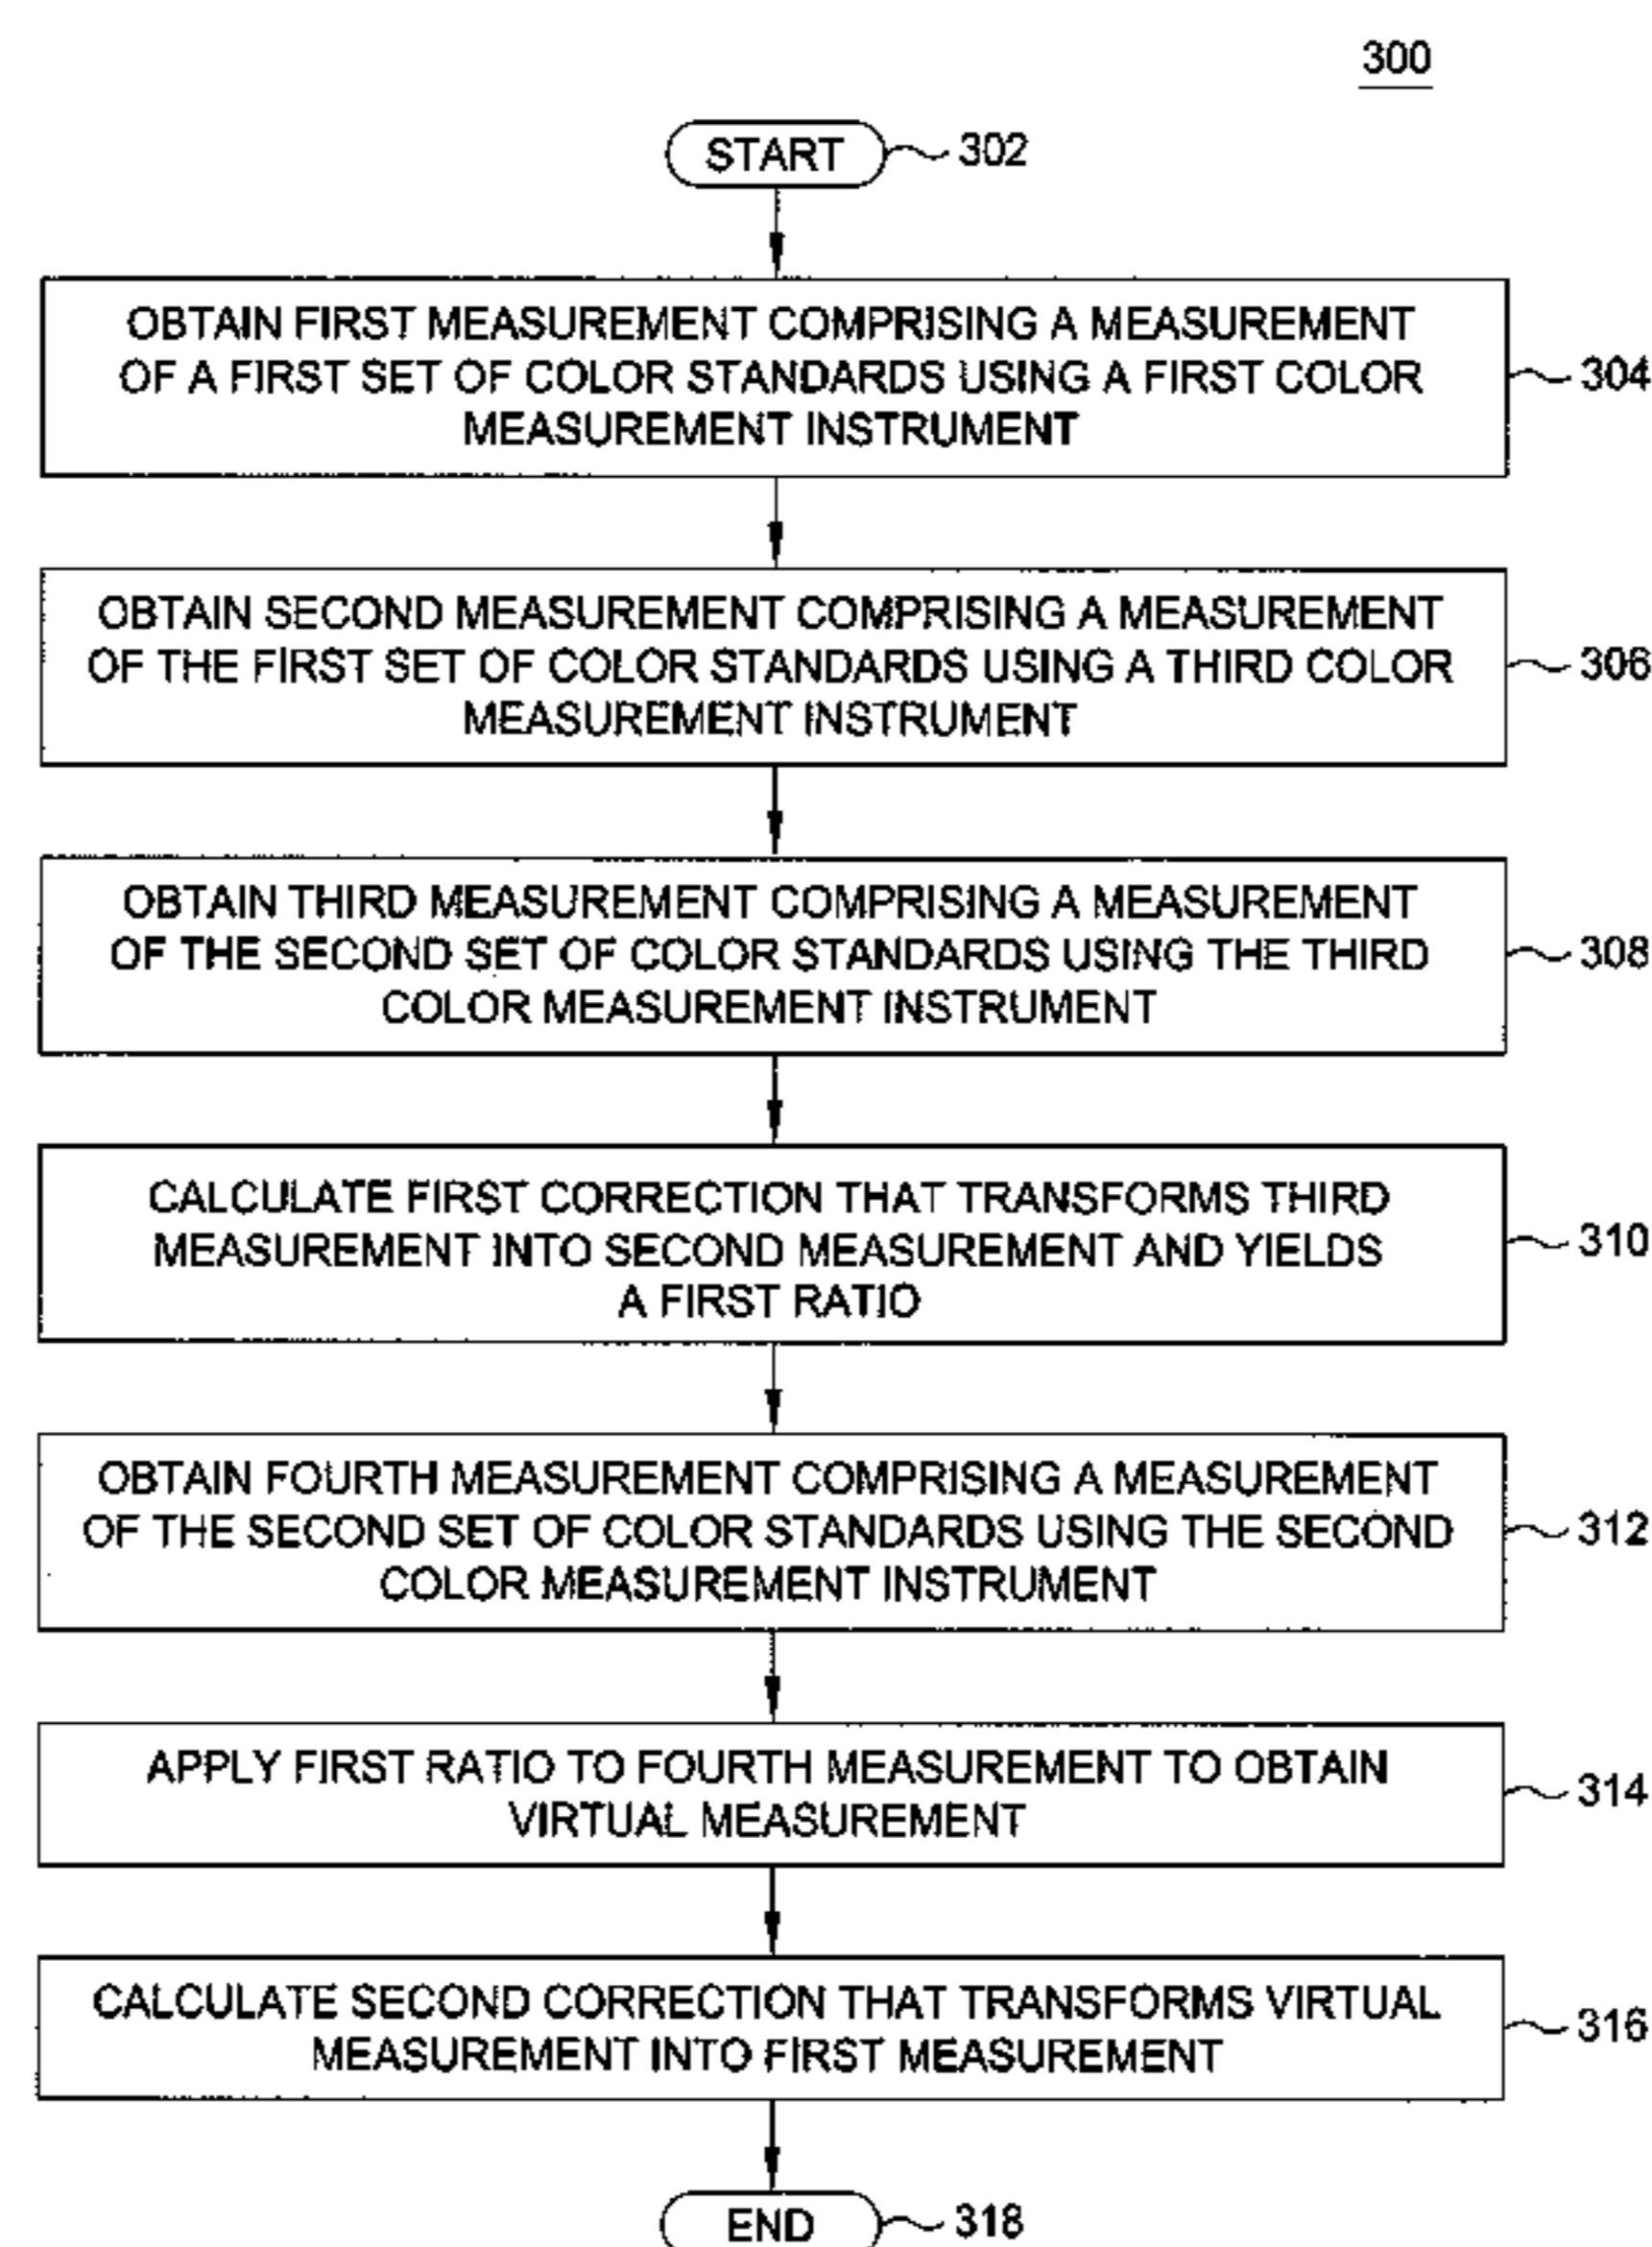 300
START 302
OBTAIN FIRST MEASUREMENT COMPRISING A MEASUREMENT
OF A FIRST SET OF COLOR STANDARDS USING A FIRST COLOR
MEASUREMENT INSTRUMENT
304
OBTAIN SECOND MEASUREMENT COMPRISING A MEASUREMENT
OF THE FIRST SET OF COLOR STANDARDS USING A THIRD COLOR
MEASUREMENT INSTRUMENT
306
OBTAIN THIRD MEASUREMENT COMPRISING A MEASUREMENT
OF THE SECOND SET OF COLOR STANDARDS USING THE THIRD
COLOR MEASUREMENT INSTRUMENT
308
CALCULATE FIRST CORRECTION THAT TRANSFORMS THIRD
MEASUREMENT INTO SECOND MEASUREMENT AND YIELDS
A FIRST RATIO
310
OBTAIN FOURTH MEASUREMENT COMPRISING A MEASUREMENT
OF THE SECOND SET OF COLOR STANDARDS USING THE SECOND
COLOR MEASUREMENT INSTRUMENT
312
APPLY FIRST RATIO TO FOURTH MEASUREMENT TO OBTAIN
VIRTUAL MEASUREMENT
314
CALCULATE SECOND CORRECTION THAT TRANSFORMS VIRTUAL
MEASUREMENT INTO FIRST MEASUREMENT
316
END 318